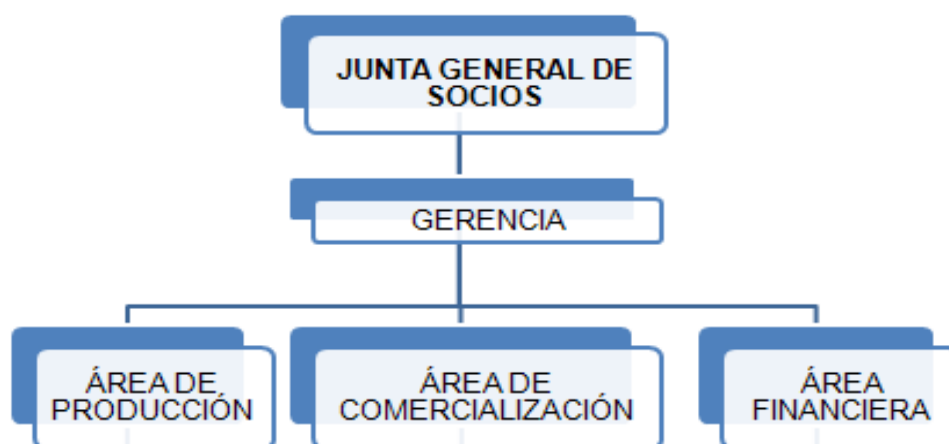 JUNTA GENERAL DE
SOCIOS
GERENCIA
ÁREA DE
PRODUCCIÓN
ÁREA DE
COMERCIALIZACIÓN
ÁREA
FINANCIERA